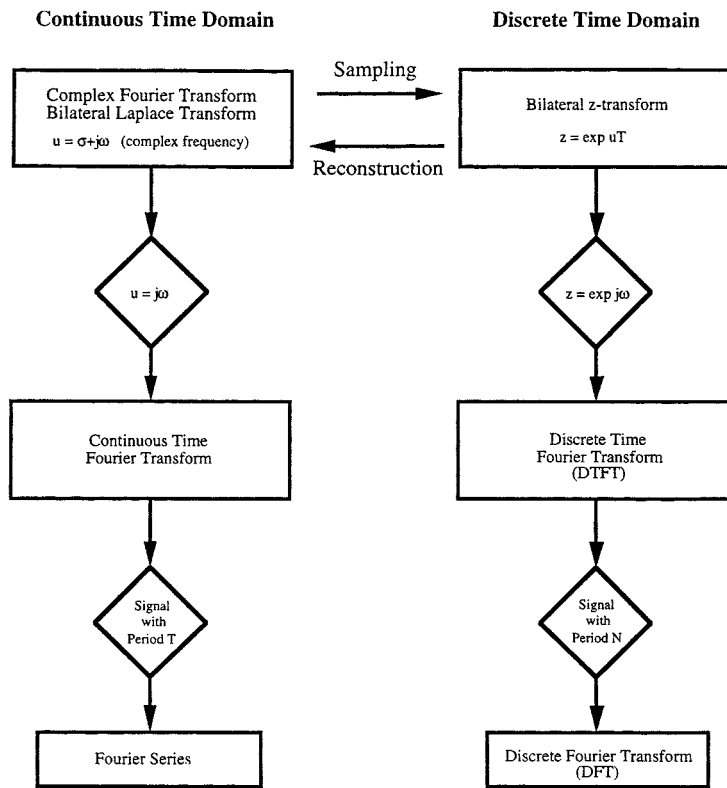 Continuous Time Domain
Discrete Time Domain
Complex Fourier Transform
Bilateral Laplace Transform
u = σ+jω (complex frequency)
Sampling
Reconstruction
Bilateral z-transform
z = exp uT
u = jω
z = exp jω
Continuous Time
Fourier Transform
Discrete Time
Fourier Transform
(DTFT)
Signal
with
Period T
Signal
with
Period N
Fourier Series
Discrete Fourier Transform
(DFT)